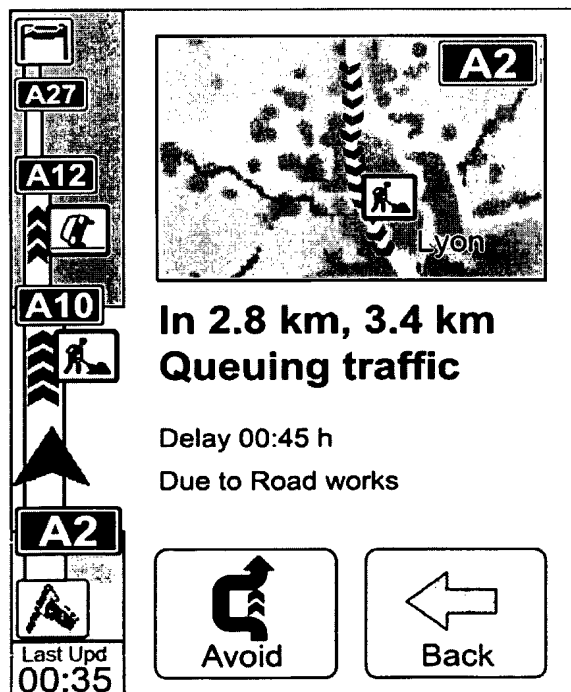 A27
A12
A10
A2
Last Upd
00:35
A2
Lyon
In 2.8 km, 3.4 km
Queuing traffic
Delay 00:45 h
Due to Road works
Avoid
Back